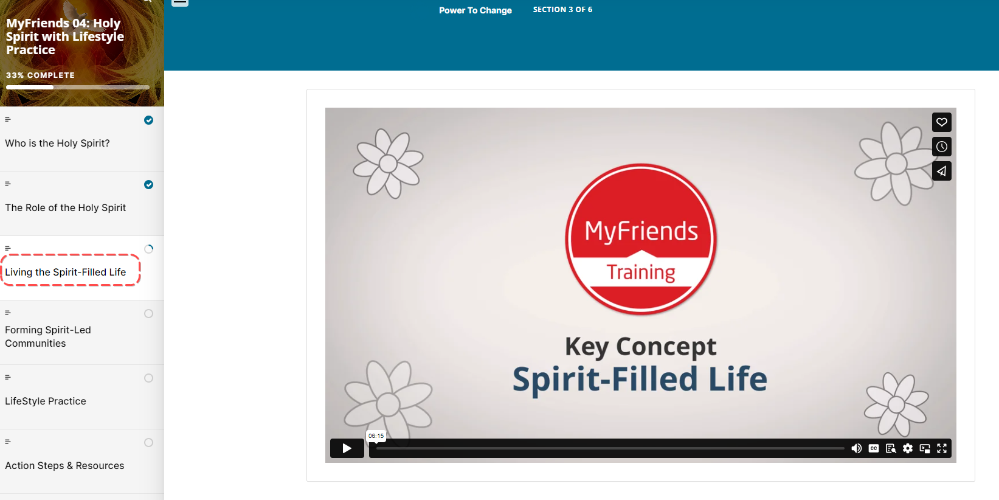 MyFriends 04: Holy
Spirit with Lifestyle
Practice
33% COMPLETE
Who is the Holy Spirit?
The Role of the Holy Spirit
Living the Spirit-Filled Life
Forming Spirit-Led
Communities
LifeStyle Practice
Action Steps & Resources
Power To Change
SECTION 3 OF 6
MyFriends
Training
Key Concept
Spirit-Filled Life
06:15
CC